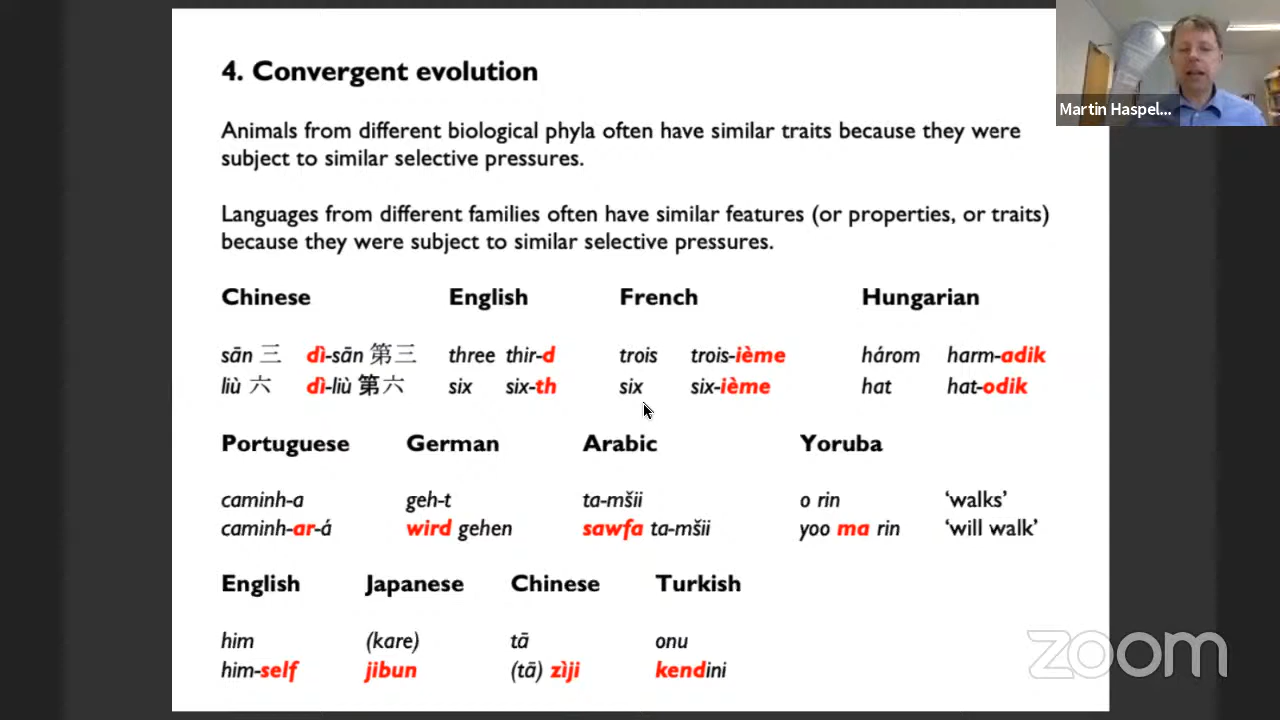 4. Convergent evolution
Martin Haspel...
Animals from different biological phyla often have similar traits because they were
subject to similar selective pressures.
Languages from different families often have similar features (or properties, or traits)
because they were subject to similar selective pressures.
Chinese English French Hungarian
sān 三 dì-sān 第三 three thir-d trois trois-ième három harm-adik
liù 六 dì-liù 第六 six six-th six six-ième hat hat-odik
Portuguese German Arabic Yoruba
caminh-a geh-t ta-mšii o rin ‘walks’
caminh-ar-á wird gehen sawfa ta-mšii yoo ma rin ‘will walk’
English Japanese Chinese Turkish
him (kare) tā onu
him-self jibun (tā) zìji kendini
zoom